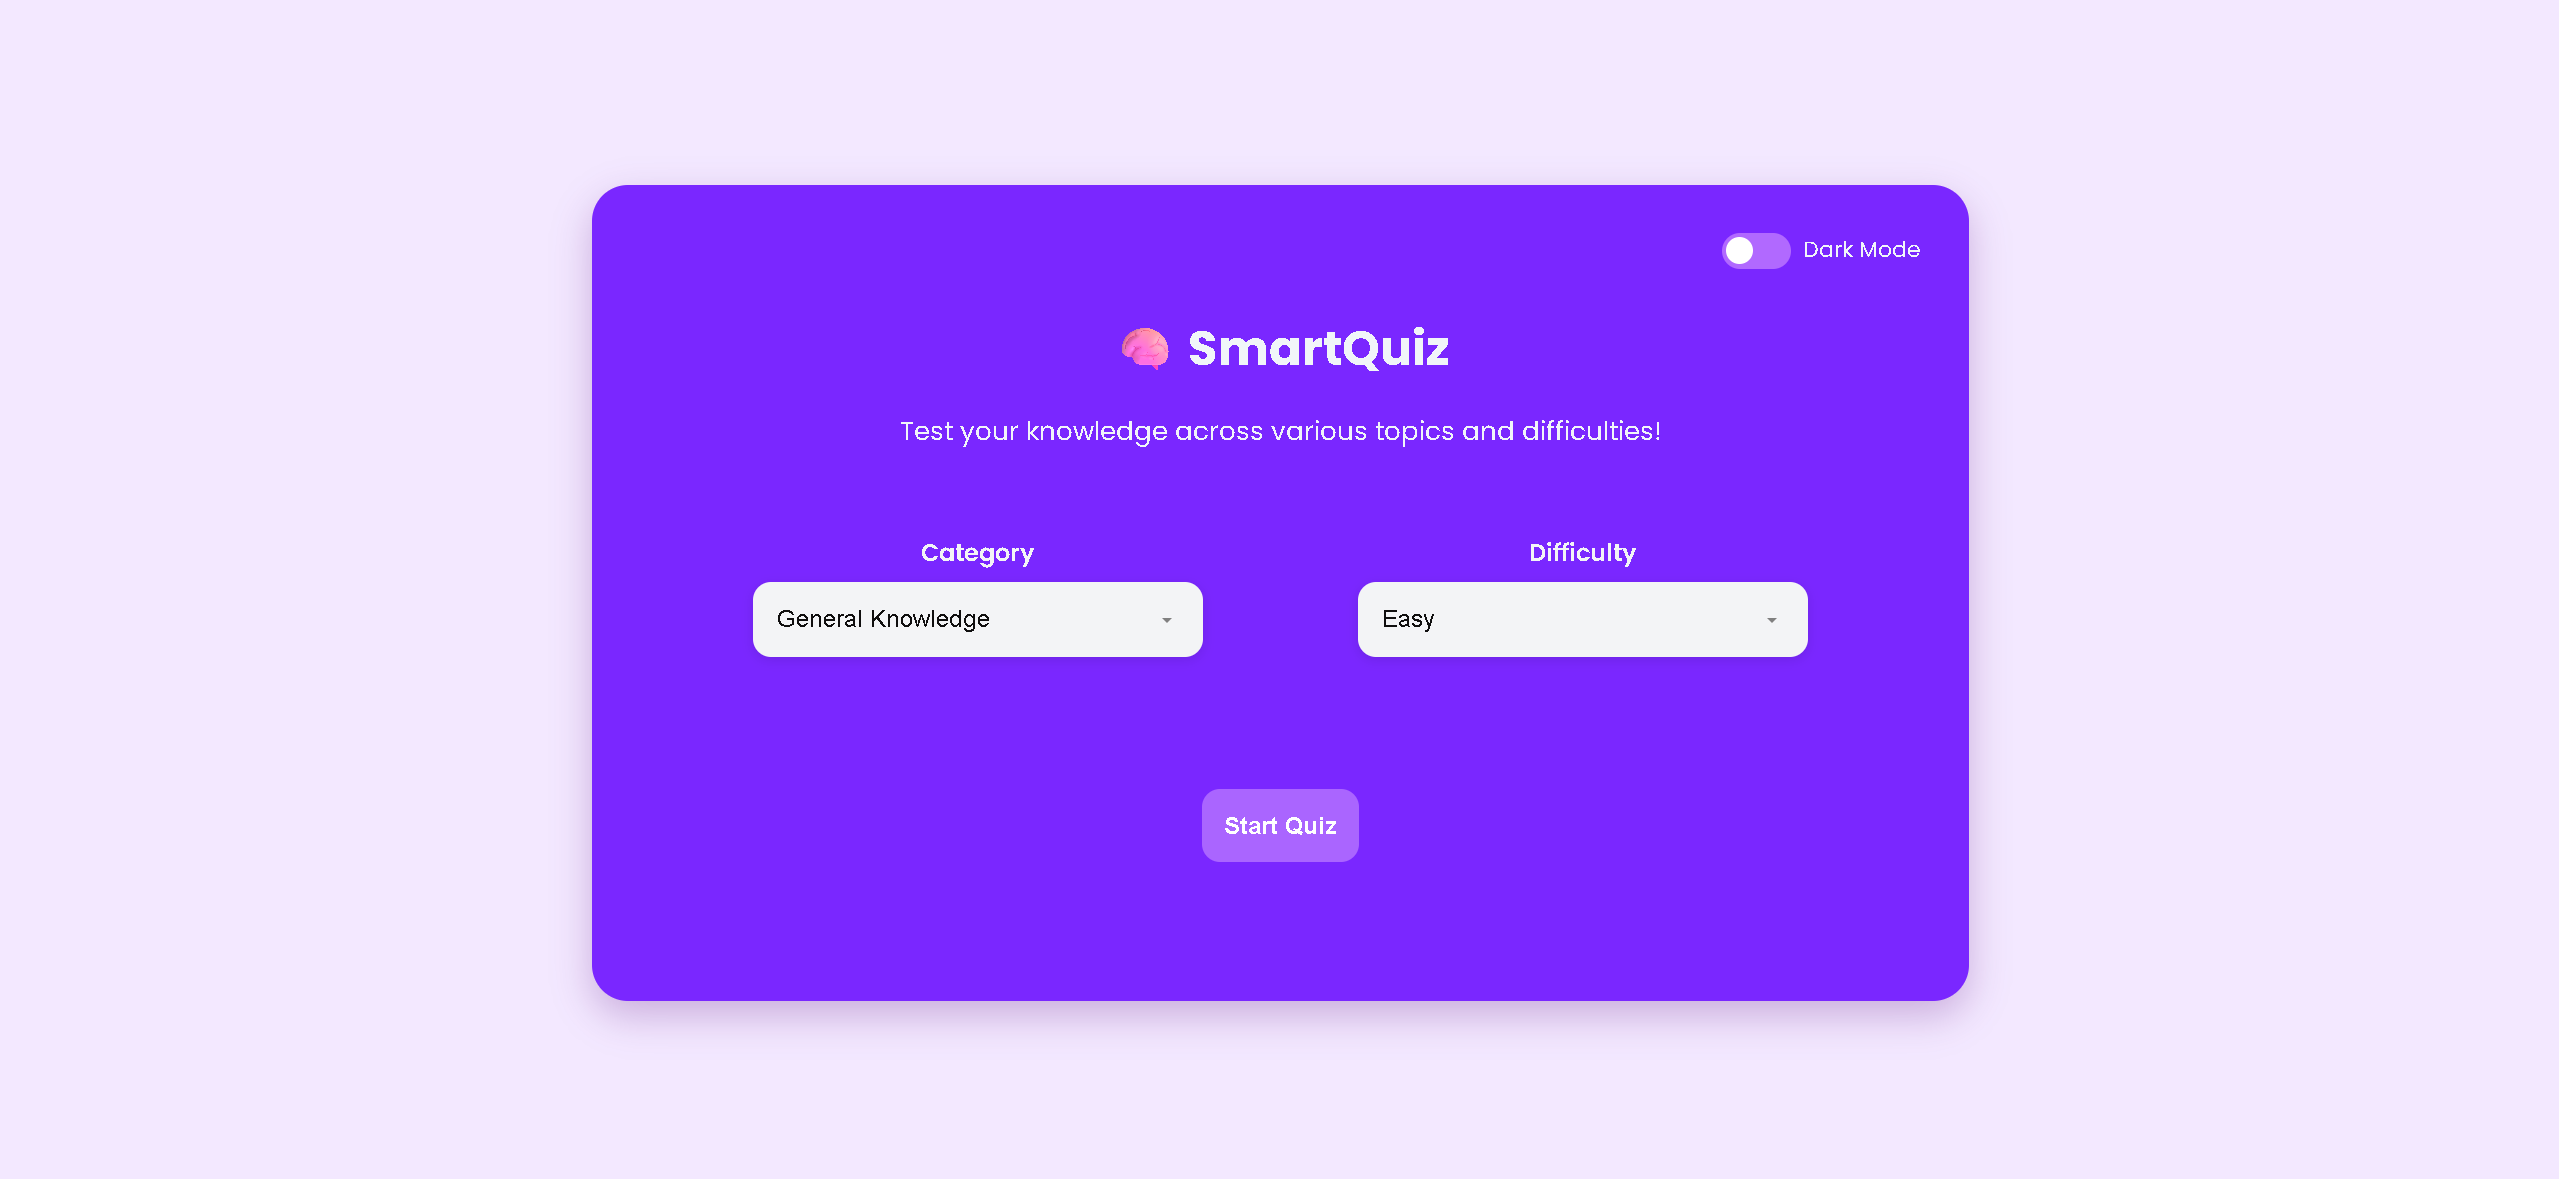 Dark Mode
🧠 SmartQuiz
Test your knowledge across various topics and difficulties!
Category
Difficulty
General Knowledge
Easy
Start Quiz